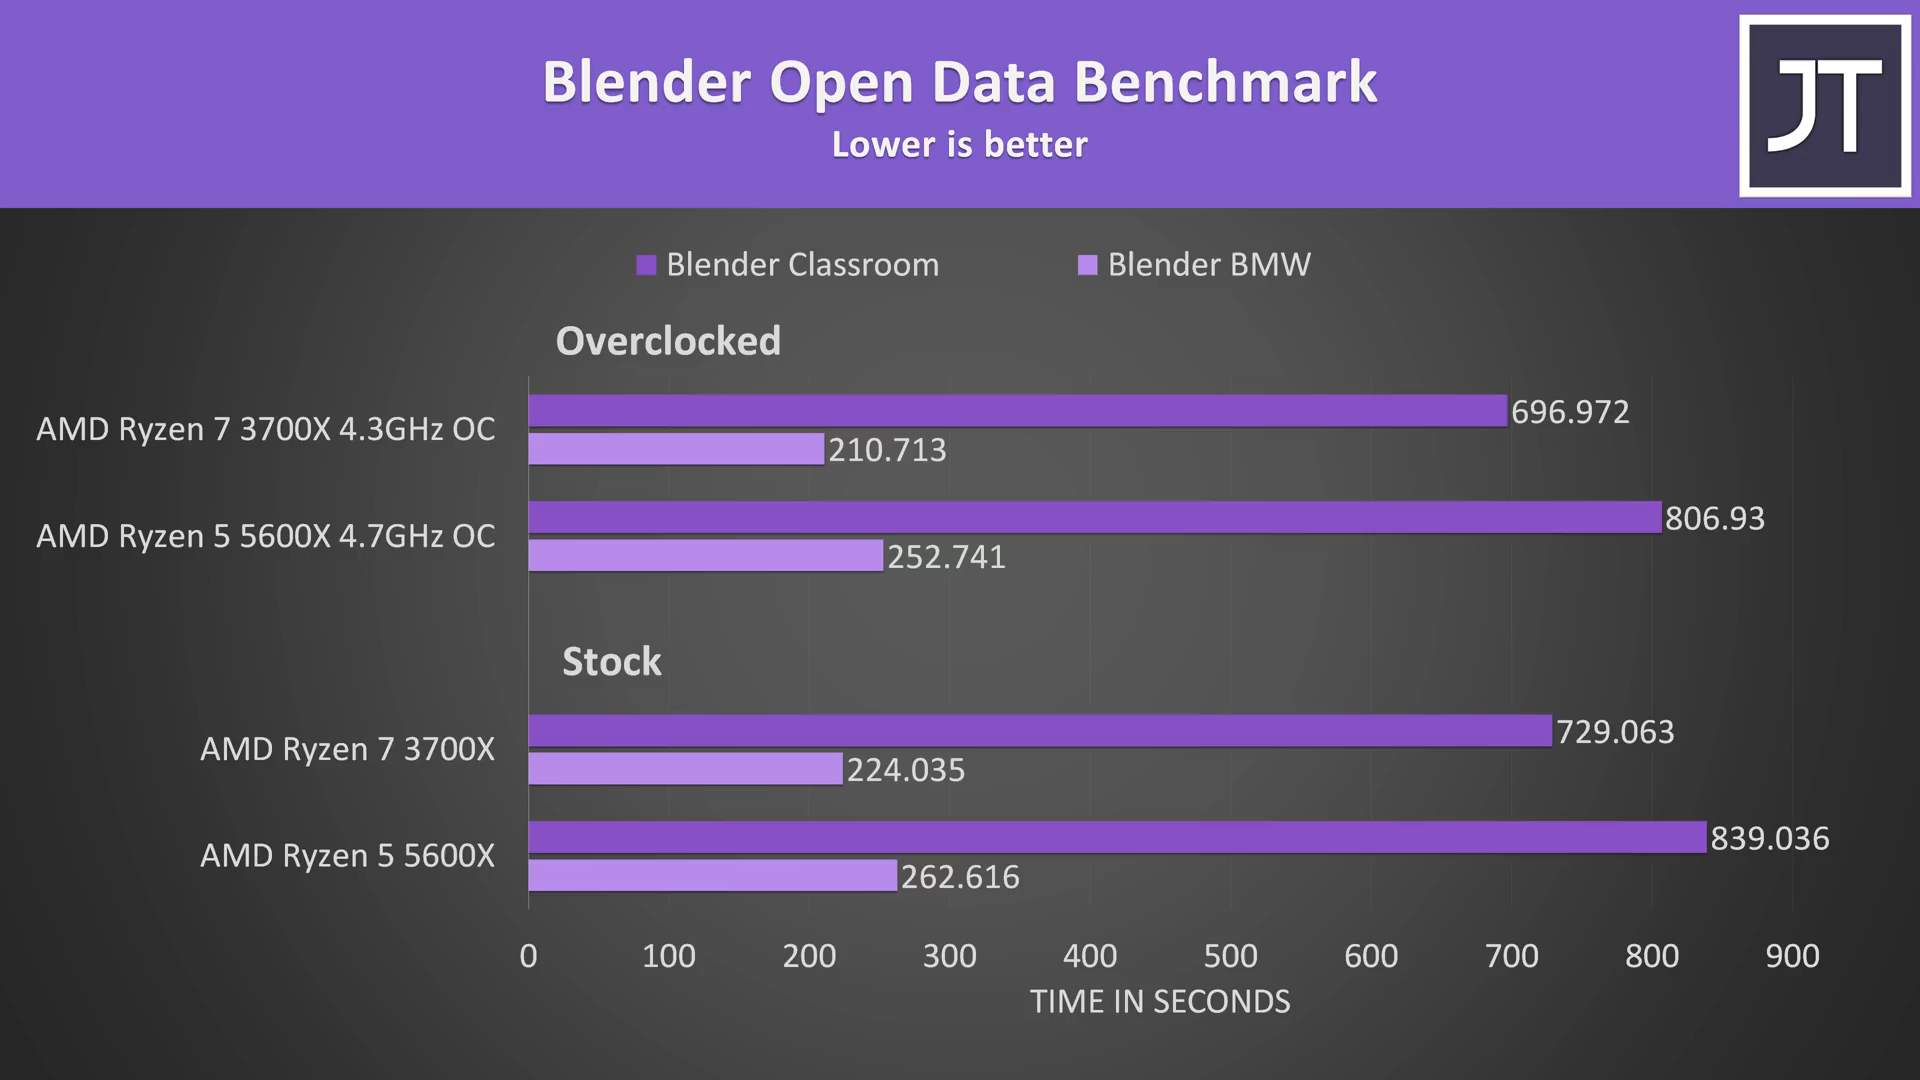 Blender Open Data Benchmark
Lower is better
JT
Blender Classroom
Blender BMW
Overclocked
AMD Ryzen 7 3700X 4.3GHz OC
696.972
210.713
AMD Ryzen 5 5600X 4.7GHz OC
806.93
252.741
Stock
AMD Ryzen 7 3700X
729.063
224.035
AMD Ryzen 5 5600X
839.036
262.616
0 100 200 300 400 500 600 700 800 900
TIME IN SECONDS